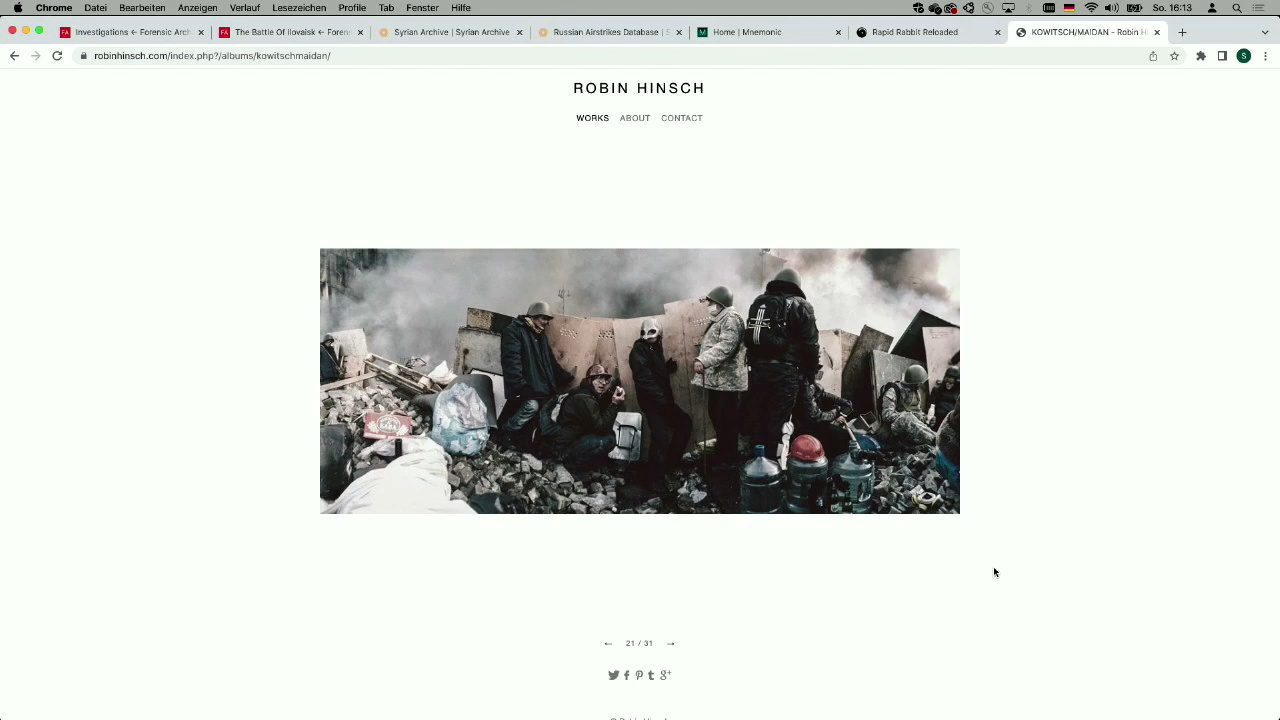 Chrome Datei Bearbeiten Anzeigen Verlauf Lesezeichen Profile Tab Fenster Hilfe So. 16:13
Investigations ← Forensic Arch The Battle Of Ilovaisk ← Foren Syrian Archive | Syrian Archive Russian Airstrikes Database | S Home | Mnemonic Rapid Rabbit Reloaded KOWITSCH/MAIDAN - Robin Hi
robinhinsch.com/index.php?/albums/kowitschmaidan/ S
ROBIN HINSCH
WORKS ABOUT CONTACT
← 21 / 31 →